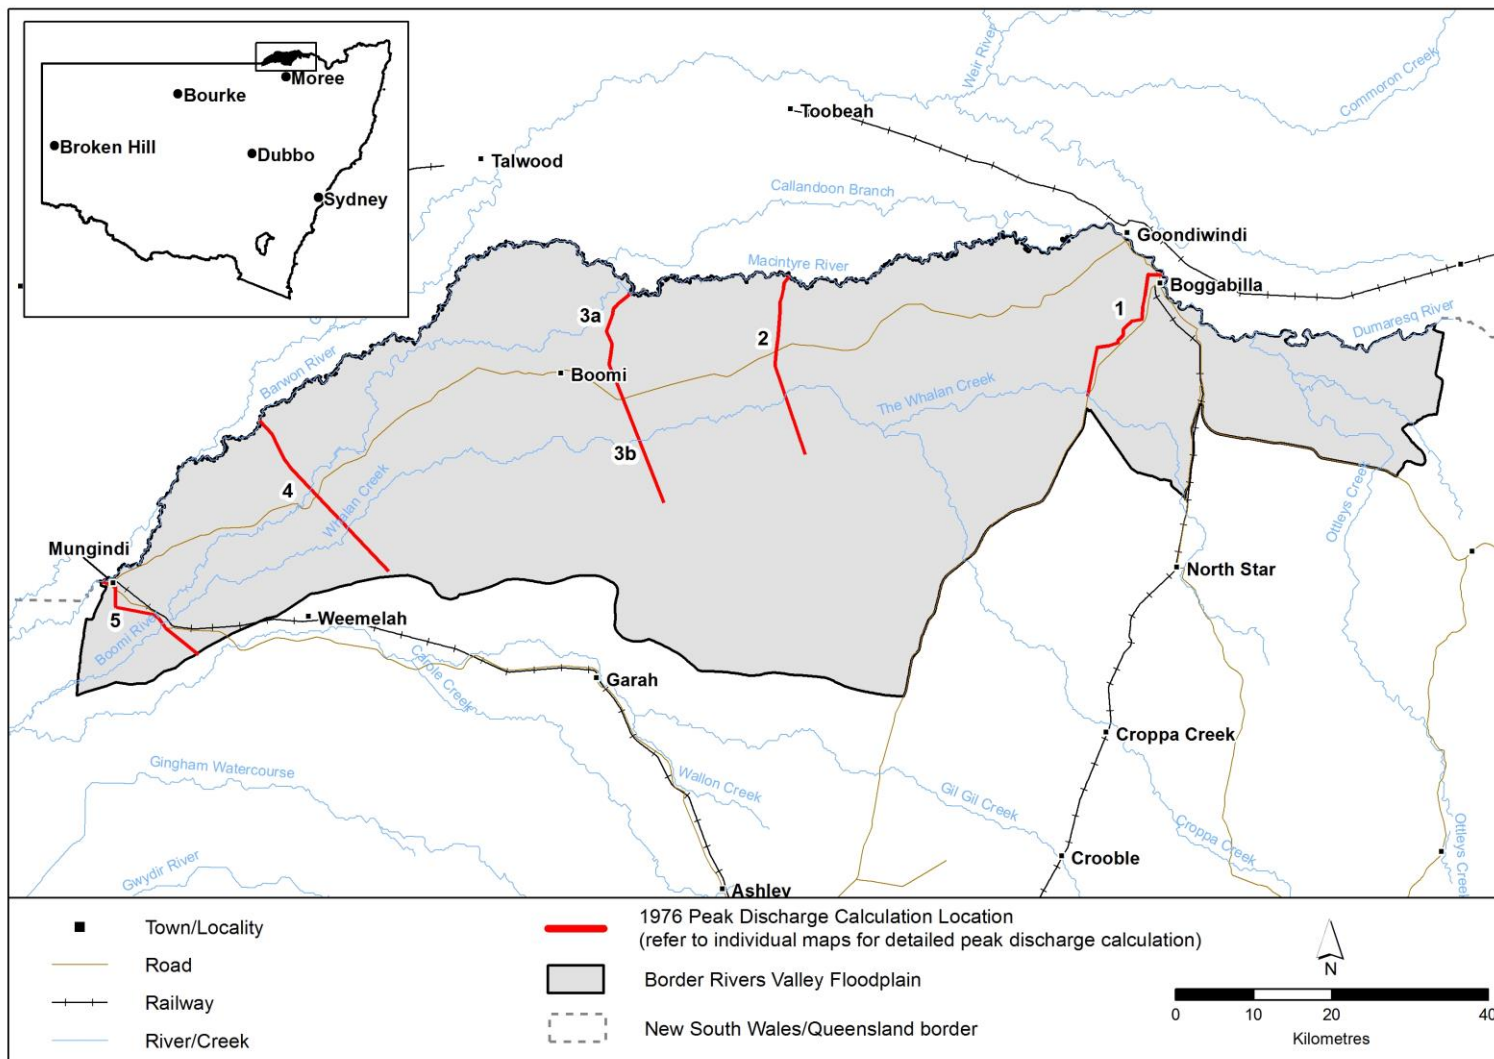 Moree
Bourke
Broken Hill
Dubbo
Sydney
Weir River
Commoron Creek
Toobeah
Talwood
Callandoon Branch
Goondiwindi
Macintyre River
Boggabilla
Dumaresq River
1
2
3a
Barwon River
Boomi
The Whalan Creek
3b
4
Whalan Creek
Ottleys Creek
Mungindi
North Star
5
Boomi River
Weemelah
Carole Creek
Garah
Croppa Creek
Gingham Watercourse
Wallon Creek
Gil Gil Creek
Croppa Creek
Ottleys Creek
Gwydir River
Crooble
Ashley
Town/Locality
Road
Railway
River/Creek
1976 Peak Discharge Calculation Location
(refer to individual maps for detailed peak discharge calculation)
Border Rivers Valley Floodplain
New South Wales/Queensland border
N
0 10 20 40
Kilometres